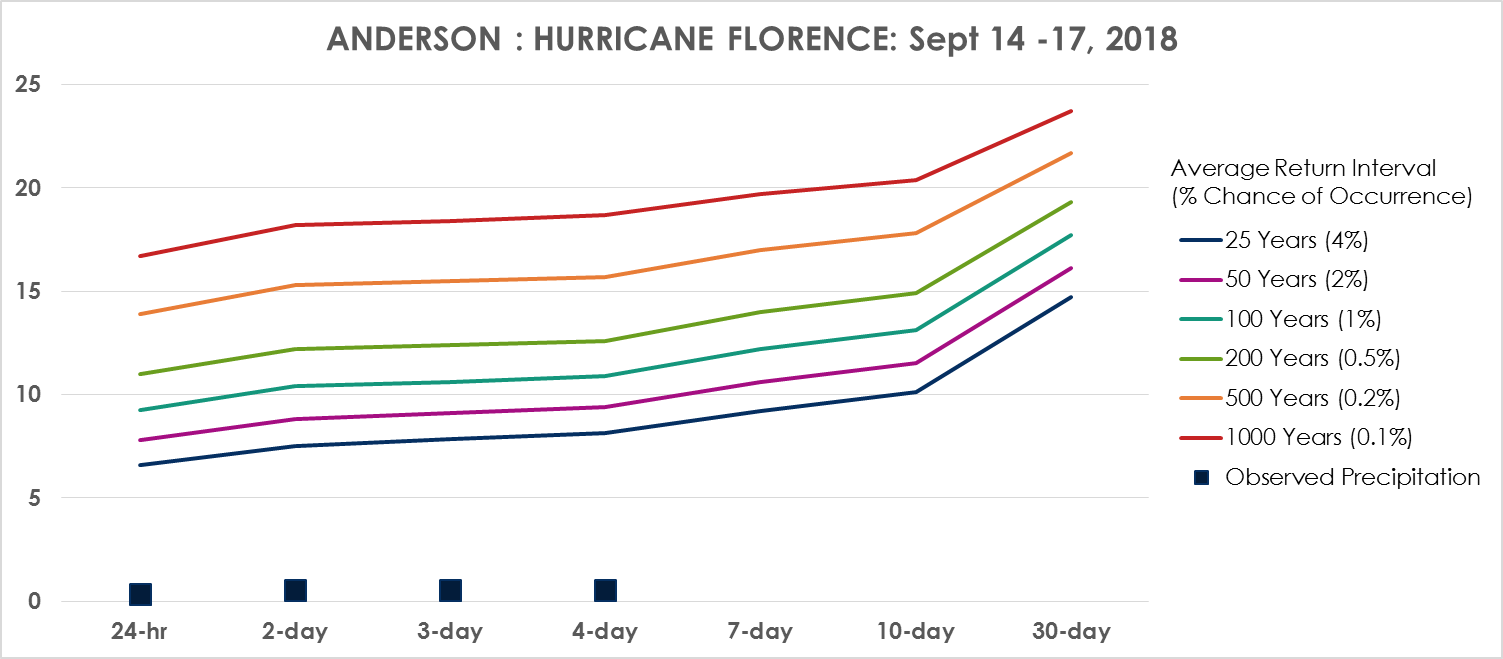 ANDERSON : HURRICANE FLORENCE: Sept 14 -17, 2018
25
20
15
10
5
0
24-hr
2-day
3-day
4-day
7-day
10-day
30-day
Average Return Interval
(% Chance of Occurrence)
25 Years (4%)
50 Years (2%)
100 Years (1%)
200 Years (0.5%)
500 Years (0.2%)
1000 Years (0.1%)
Observed Precipitation